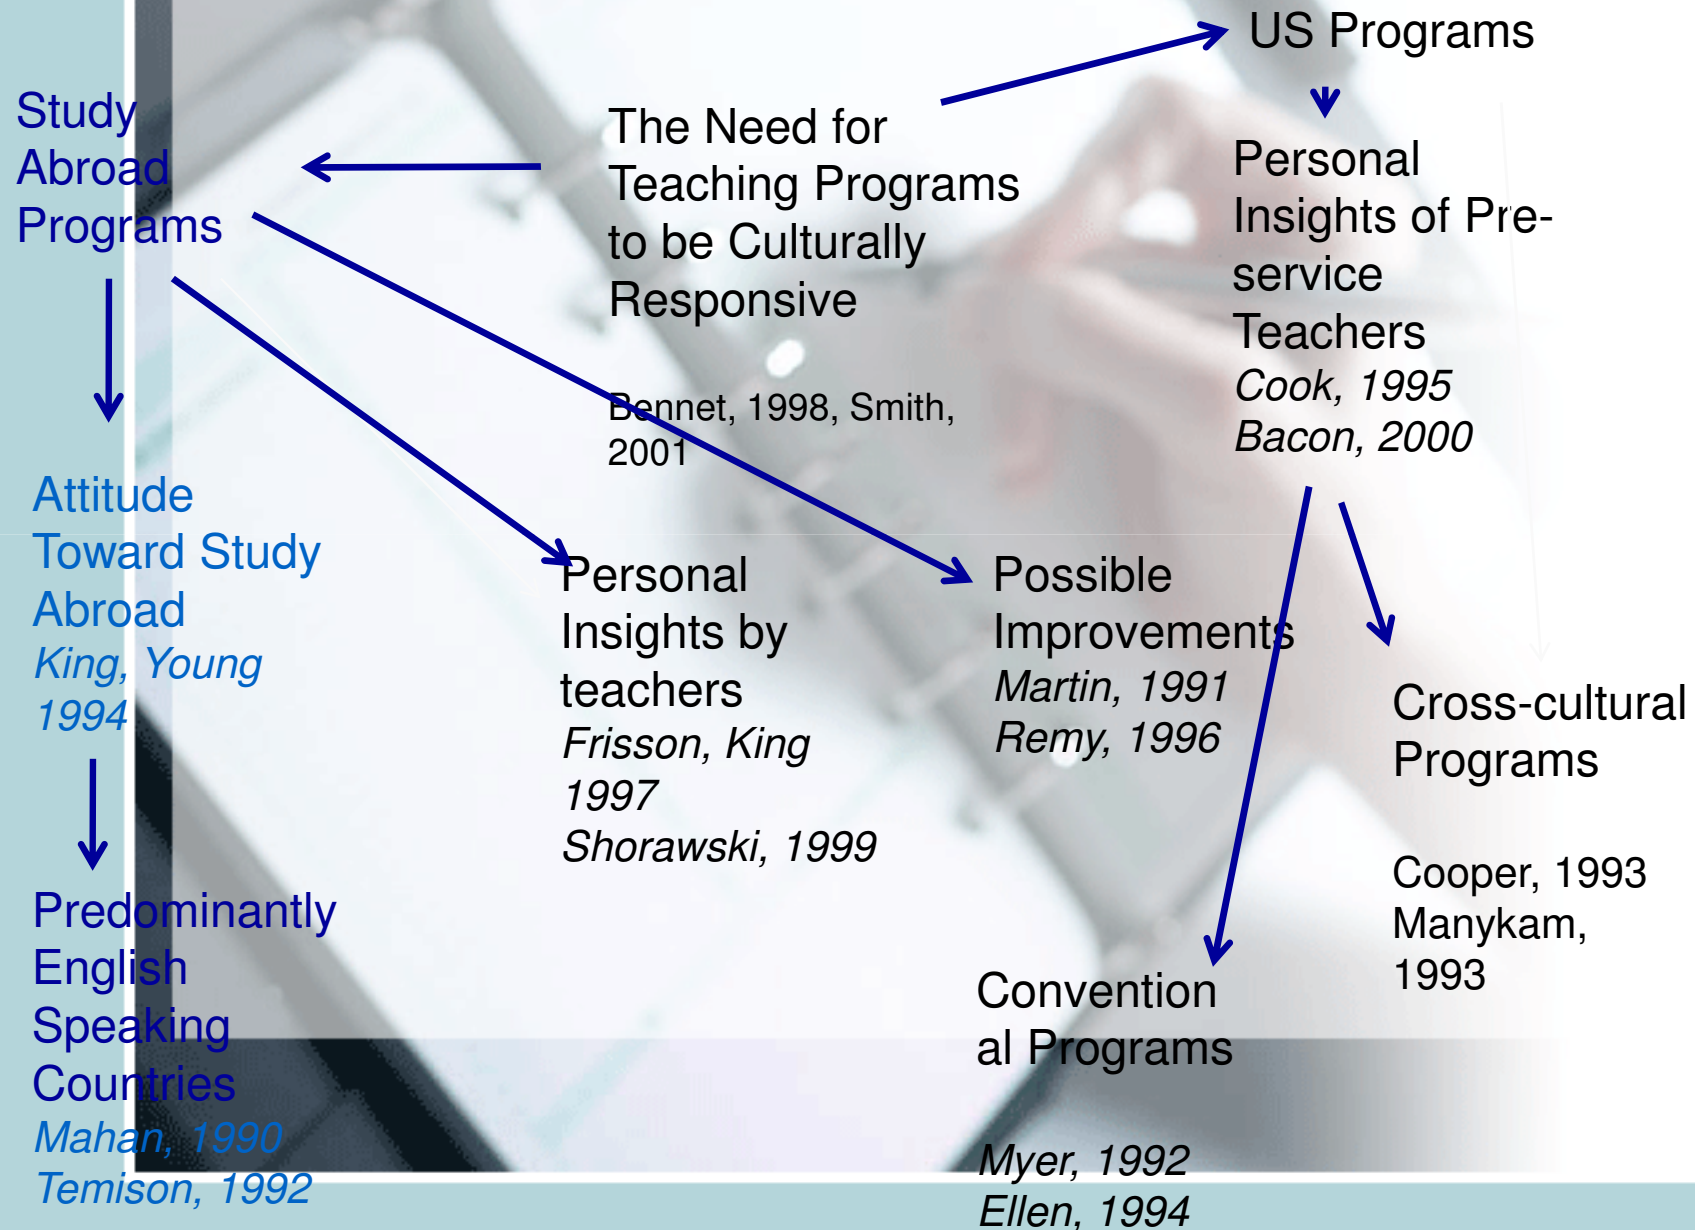 US Programs
Study
Abroad
Programs
The Need for
Teaching Programs
to be Culturally
Responsive
Bennet, 1998, Smith,
2001
Personal
Insights of Pre-
service
Teachers
Cook, 1995
Bacon, 2000
Attitude
Toward Study
Abroad
King, Young
1994
Personal
Insights by
teachers
Frisson, King
1997
Shorawski, 1999
Possible
Improvements
Martin, 1991
Remy, 1996
Cross-cultural
Programs
Cooper, 1993
Manykam,
1993
Predominantly
English
Speaking
Countries
Mahan, 1990
Temison, 1992
Convention
al Programs
Myer, 1992
Ellen, 1994